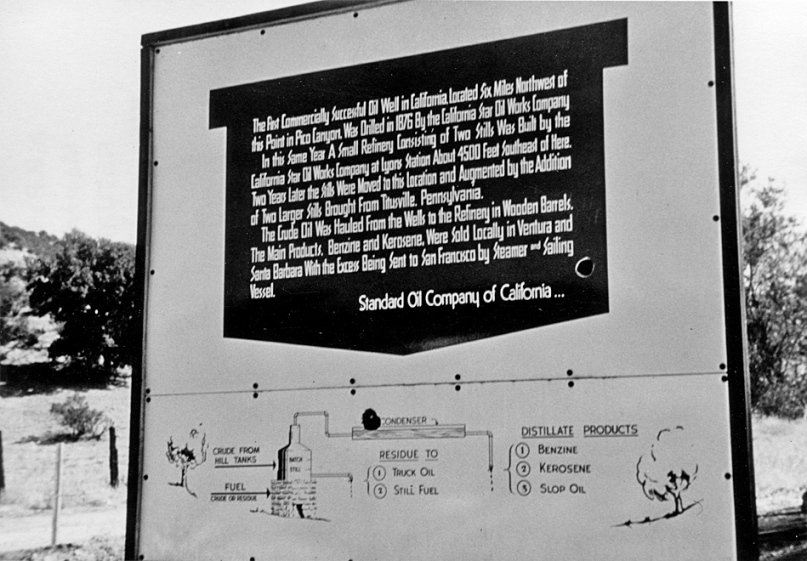 The First Commercially Successful Oil Well in California, Located Six Miles Northwest of
this Point in Pico Canyon, Was Drilled in 1876 By the California Star Oil Works Company
In this Same Year A Small Refinery Consisting of Two Stills Was Built by the
California Star Oil Works Company at Lyons Station About 4500 Feet Southeast of Here.
Two Years Later the Stills Were Moved to this Location and Augmented by the Addition
of Two Larger Stills Brought From Titusville, Pennsylvania.
The Crude Oil Was Hauled From the Wells to the Refinery in Wooden Barrels.
The Main Products, Benzine and Kerosene, Were Sold Locally in Ventura and
Santa Barbara With the Excess Being Sent to San Francisco by Steamer and Sailing
Vessel.
Standard Oil Company of California...
CRUDE FROM
HILL TANKS
FUEL
CRUDE OR RESIDUE
BATCH
STILL
CONDENSER
RESIDUE TO
1 TRUCK OIL
2 STILL FUEL
DISTILLATE PRODUCTS
1 BENZINE
2 KEROSENE
3 SLOP OIL